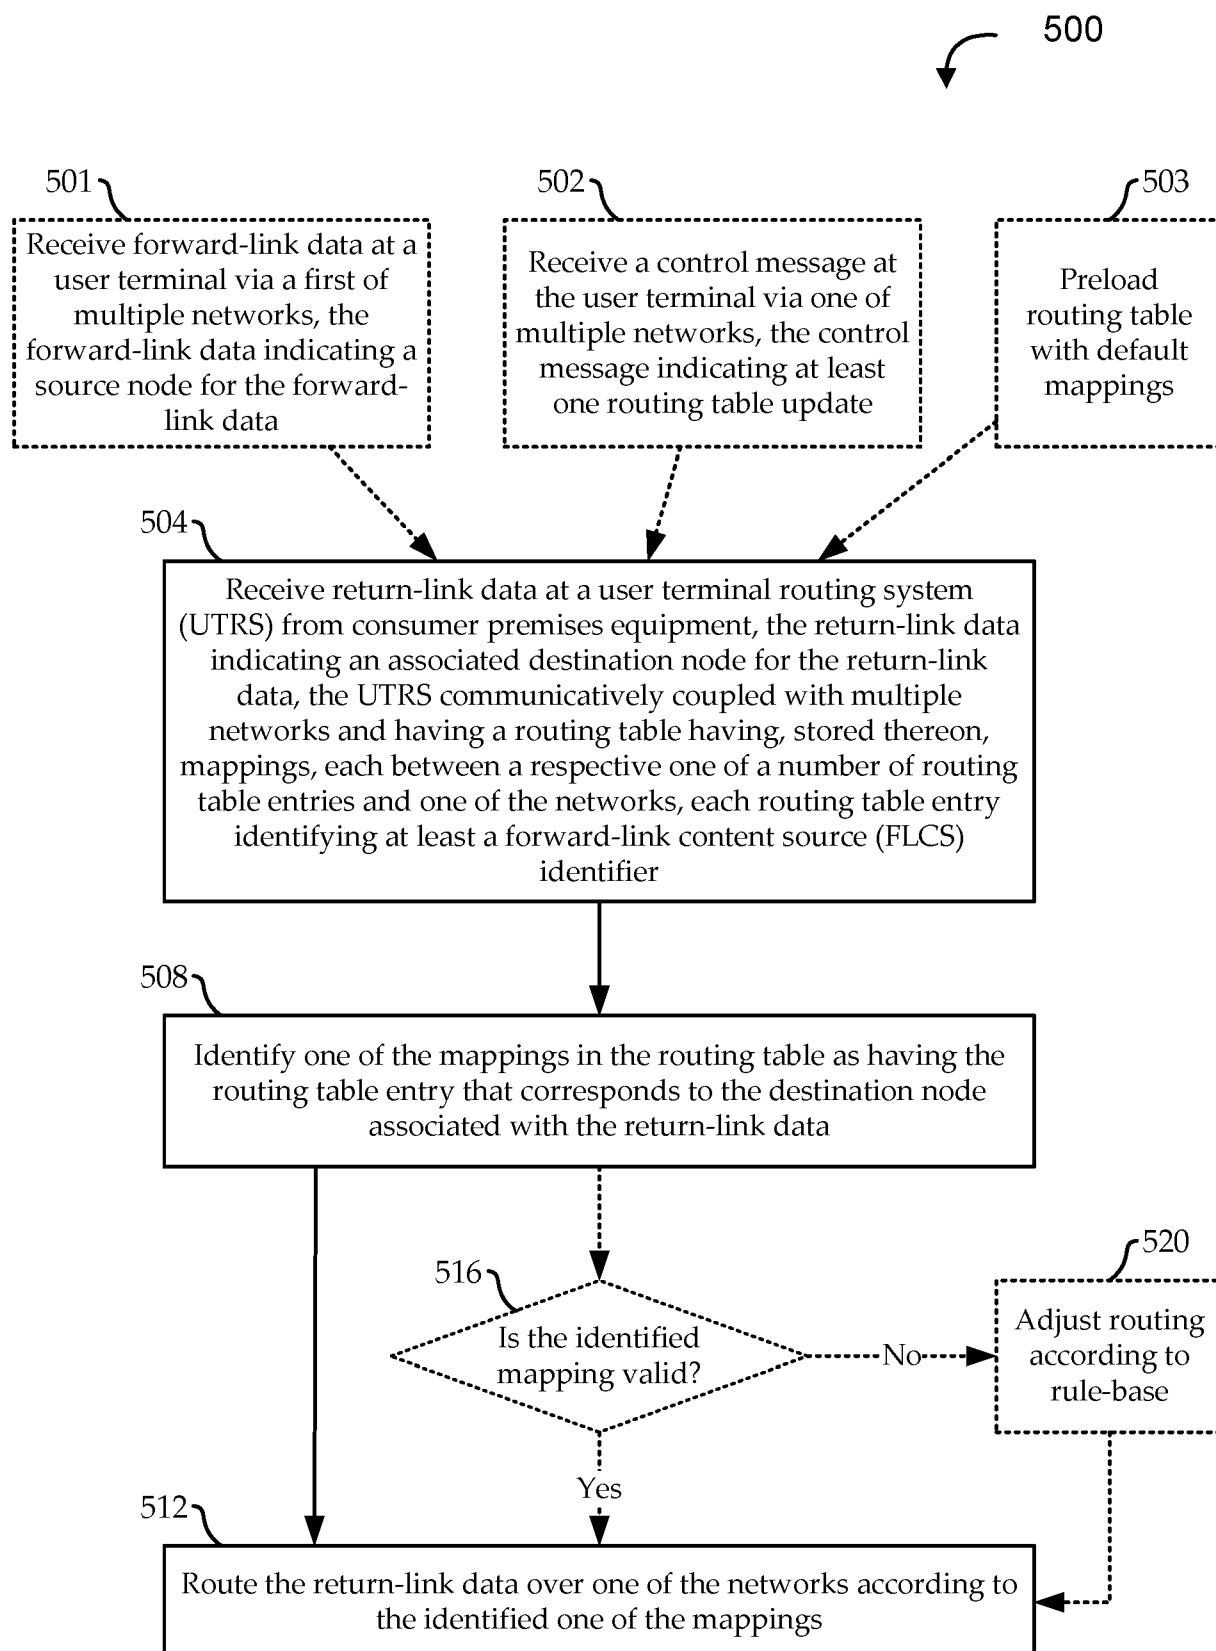 500
501
Receive forward-link data at a
user terminal via a first of
multiple networks, the
forward-link data indicating a
source node for the forward-
link data
502
Receive a control message at
the user terminal via one of
multiple networks, the control
message indicating at least
one routing table update
503
Preload
routing table
with default
mappings
504
Receive return-link data at a user terminal routing system
(UTRS) from consumer premises equipment, the return-link data
indicating an associated destination node for the return-link
data, the UTRS communicatively coupled with multiple
networks and having a routing table having, stored thereon,
mappings, each between a respective one of a number of routing
table entries and one of the networks, each routing table entry
identifying at least a forward-link content source (FLCS)
identifier
508
Identify one of the mappings in the routing table as having the
routing table entry that corresponds to the destination node
associated with the return-link data
516
Is the identified
mapping valid?
No
520
Adjust routing
according to
rule-base
Yes
512
Route the return-link data over one of the networks according to
the identified one of the mappings